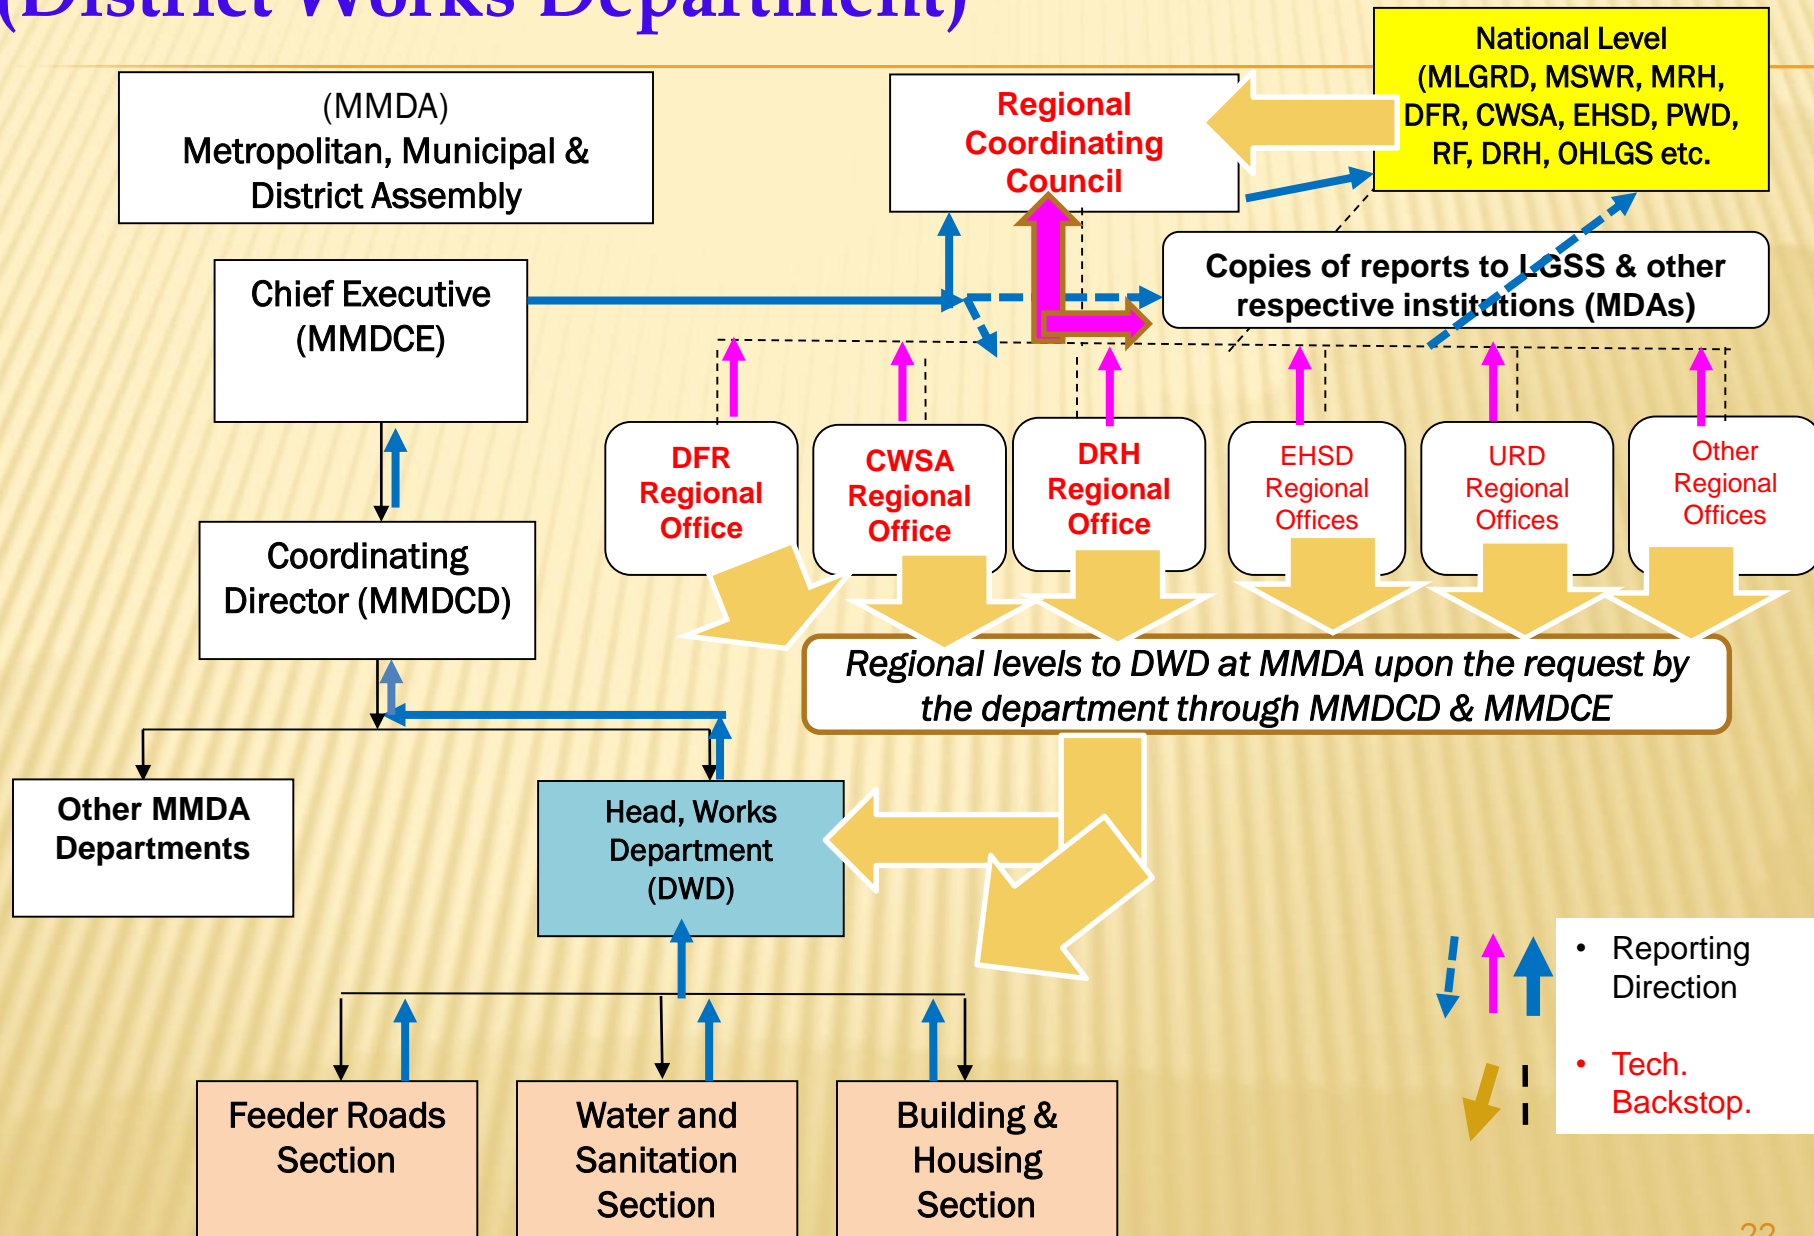 (District Works Department)
National Level
(MLGRD, MSWR, MRH,
DFR, CWSA, EHSD, PWD,
RF, DRH, OHLGS etc.
(MMDA)
Metropolitan, Municipal &
District Assembly
Regional
Coordinating
Council
Copies of reports to LGSS & other
respective institutions (MDAs)
Chief Executive
(MMDCE)
DFR
Regional
Office
CWSA
Regional
Office
DRH
Regional
Office
EHSD
Regional
Offices
URD
Regional
Offices
Other
Regional
Offices
Coordinating
Director (MMDCD)
Regional levels to DWD at MMDA upon the request by
the department through MMDCD & MMDCE
Other MMDA
Departments
Head, Works
Department
(DWD)
• Reporting
Direction
• Tech.
Backstop.
Feeder Roads
Section
Water and
Sanitation
Section
Building &
Housing
Section
22